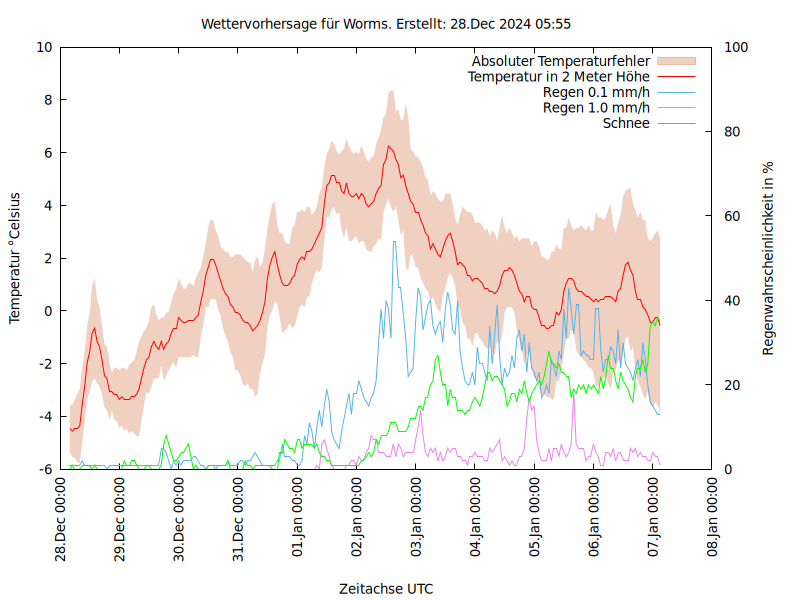 Wettervorhersage für Worms. Erstellt: 28.Dec 2024 05:55
Absoluter Temperaturfehler
Temperatur in 2 Meter Höhe
Regen 0.1 mm/h
Regen 1.0 mm/h
Schnee
Temperatur °Celsius
10
8
6
4
2
0
-2
-4
-6
100
80
60
40
20
0
Regenwahrscheinlichkeit in %
28.Dec 00:00
29.Dec 00:00
30.Dec 00:00
31.Dec 00:00
01.Jan 00:00
02.Jan 00:00
03.Jan 00:00
04.Jan 00:00
05.Jan 00:00
06.Jan 00:00
07.Jan 00:00
08.Jan 00:00
Zeitachse UTC